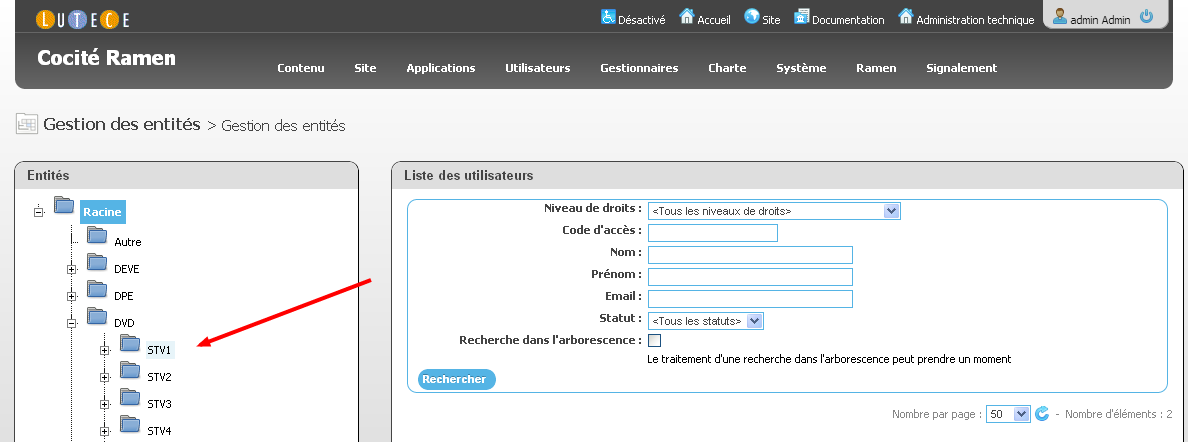 LUTECE
Désactivé Accueil Site Documentation Administration technique admin Admin
Cocité Ramen
Contenu Site Applications Utilisateurs Gestionnaires Charte Système Ramen Signalement
Gestion des entités > Gestion des entités
Entités
Racine
Autre
DEVE
DPE
DVD
STV1
STV2
STV3
STV4
Liste des utilisateurs
Niveau de droits : <Tous les niveaux de droits>
Code d'accès :
Nom :
Prénom :
Email :
Statut : <Tous les statuts>
Recherche dans l'arborescence :
Le traitement d'une recherche dans l'arborescence peut prendre un moment
Rechercher
Nombre par page : 50 - Nombre d'éléments : 2